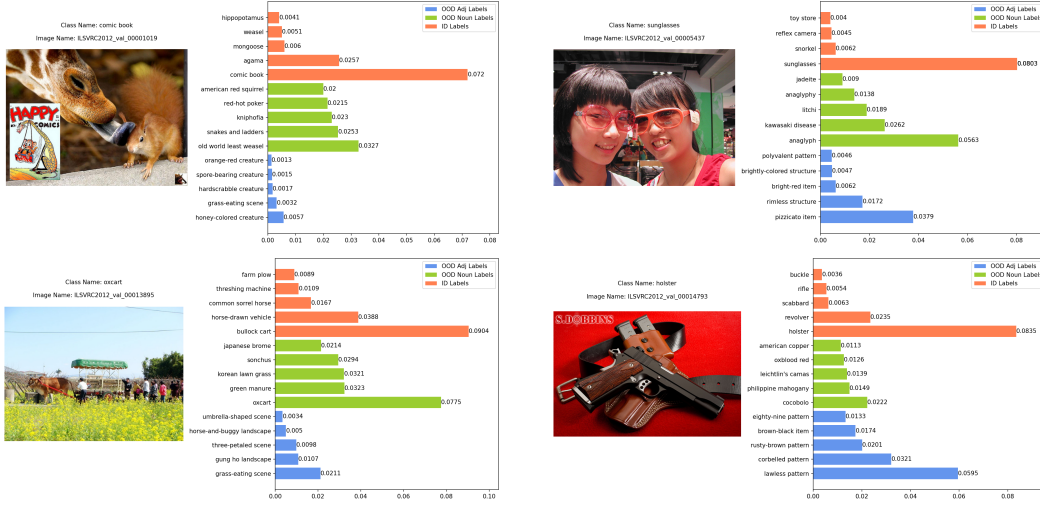 Class Name: comic book
Image Name: ILSVRC2012_val_00001019
HAPPY
COMICS
OOD Adj Labels
OOD Noun Labels
ID Labels
hippopotamus 0.0041
weasel 0.0051
mongoose 0.006
agama 0.0257
comic book 0.072
american red squirrel 0.02
red-hot poker 0.0215
kniphofia 0.023
snakes and ladders 0.0253
old world least weasel 0.0327
orange-red creature 0.0013
spore-bearing creature 0.0015
hardscrabble creature 0.0017
grass-eating scene 0.0032
honey-colored creature 0.0057
0.00 0.01 0.02 0.03 0.04 0.05 0.06 0.07 0.08
Class Name: sunglasses
Image Name: ILSVRC2012_val_00005437
OOD Adj Labels
OOD Noun Labels
ID Labels
toy store 0.004
reflex camera 0.0045
snorkel 0.0062
sunglasses 0.0803
jadeite 0.009
anaglyphy 0.0138
litchi 0.0189
kawasaki disease 0.0262
anaglyph 0.0563
polyvalent pattern 0.0046
brightly-colored structure 0.0047
bright-red item 0.0062
rimless structure 0.0172
pizzicato item 0.0379
0.00 0.02 0.04 0.06 0.08
Class Name: oxcart
Image Name: ILSVRC2012_val_00013895
OOD Adj Labels
OOD Noun Labels
ID Labels
farm plow 0.0089
threshing machine 0.0109
common sorrel horse 0.0167
horse-drawn vehicle 0.0388
bullock cart 0.0904
japanese brome 0.0214
sonchus 0.0294
korean lawn grass 0.0321
green manure 0.0323
oxcart 0.0775
umbrella-shaped scene 0.0034
horse-and-buggy landscape 0.005
three-petaled scene 0.0098
gung ho landscape 0.0107
grass-eating scene 0.0211
0.00 0.02 0.04 0.06 0.08 0.10
Class Name: holster
Image Name: ILSVRC2012_val_00014793
S.DOBBINS
OOD Adj Labels
OOD Noun Labels
ID Labels
buckle 0.0036
rifle 0.0054
scabbard 0.0063
revolver 0.0235
holster 0.0835
american copper 0.0113
oxblood red 0.0126
leichtlin's camas 0.0139
philippine mahogany 0.0149
cocobolo 0.0222
eighty-nine pattern 0.0133
brown-black item 0.0174
rusty-brown pattern 0.0201
corbelled pattern 0.0321
lawless pattern 0.0595
0.00 0.02 0.04 0.06 0.08